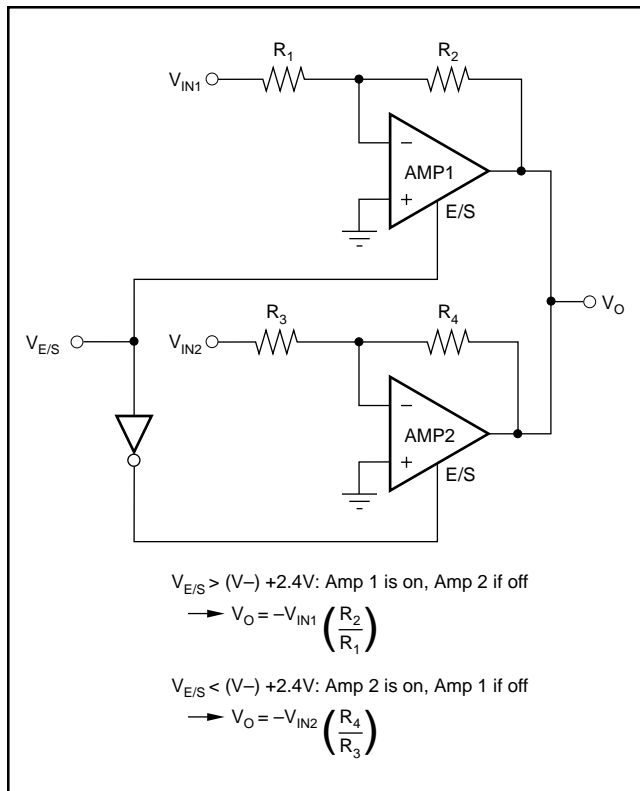 R1 R2
VIN1
−
AMP1
+
E/S
VO
R3 R4
VE/S VIN2
−
AMP2
+
E/S
VE/S > (V–) +2.4V: Amp 1 is on, Amp 2 if off
VO = –VIN1 (R2/R1)
VE/S < (V–) +2.4V: Amp 2 is on, Amp 1 if off
VO = –VIN2 (R4/R3)